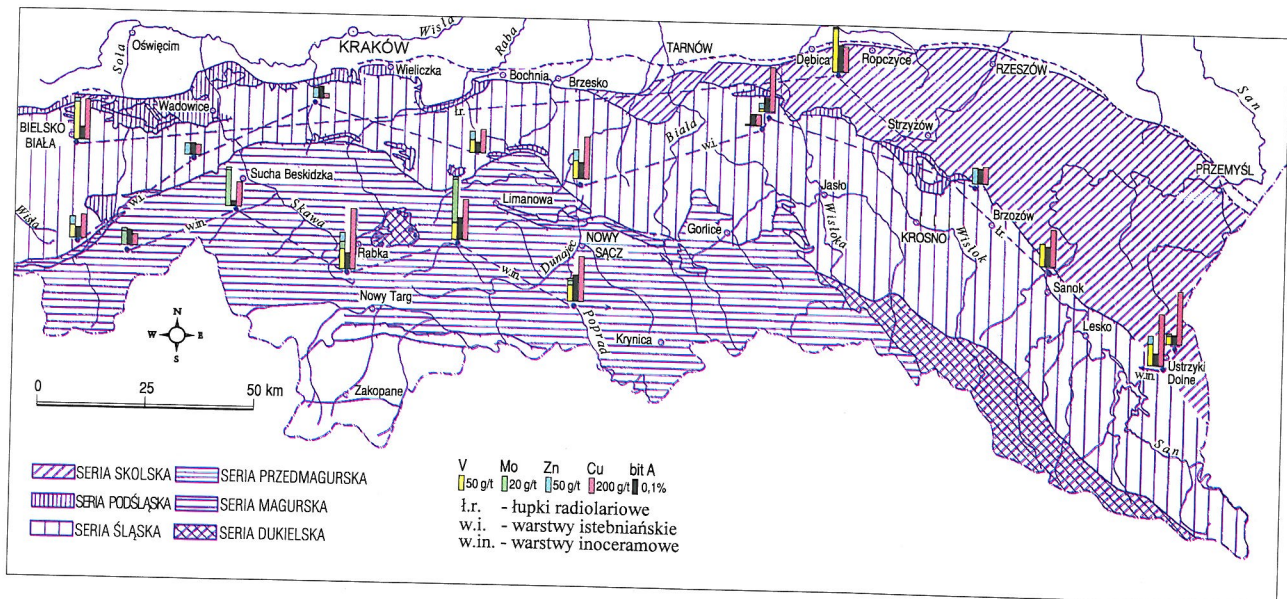 Oświęcim
Soła
KRAKÓW
Wisła
Raba
TARNÓW
Dębica
Ropczyce
RZESZÓW
San
Wieliczka
Bochnia
Brzesko
Wadowice
BIELSKO
BIAŁA
Ł.r.
Biała
w.i.
Strzyżów
PRZEMYŚL
Sucha Beskidzka
Skawa
Limanowa
Jasło
Wisłoka
Wisła
w.i.
w.in.
Rabka
NOWY
SĄCZ
Dunajec
w.in.
Gorlice
KROSNO
Wisłok
Brzozów
ł.r.
Sanok
Nowy Targ
Poprad
Krynica
Lesko
Ustrzyki
Dolne
w.in.
San
Zakopane
N
W
E
S
0 25 50 km
SERIA SKOLSKA
SERIA PRZEDMAGURSKA
SERIA PODŚLĄSKA
SERIA MAGURSKA
SERIA ŚLĄSKA
SERIA DUKIELSKA
V Mo Zn Cu bit A
50 g/t 20 g/t 50 g/t 200 g/t 0,1%
ł.r. - łupki radiolariowe
w.i. - warstwy istebniańskie
w.in. - warstwy inoceramowe